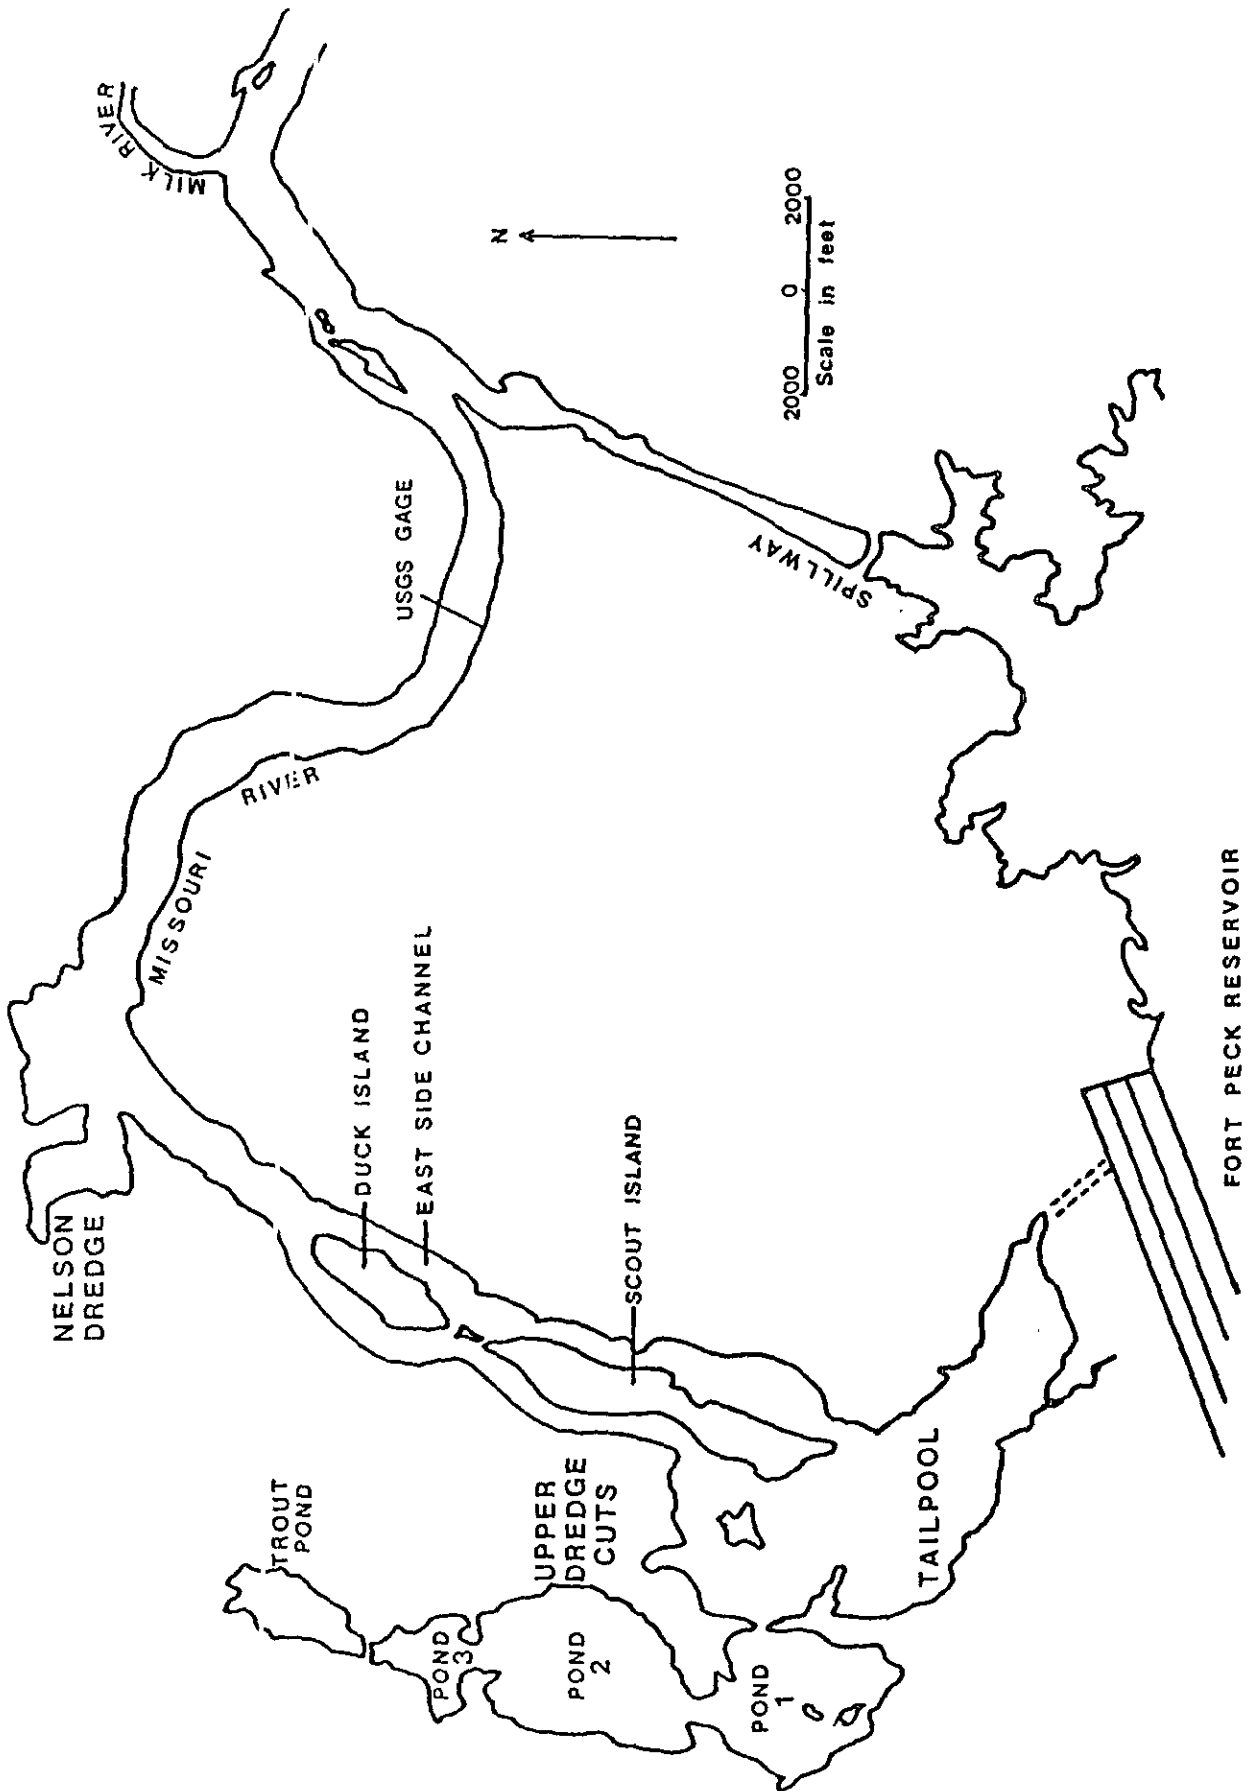 MILK RIVER
N
2000 0 2000
Scale in feet
USGS GAGE
SPILLWAY
MISSOURI
RIVER
NELSON
DREDGE
DUCK ISLAND
EAST SIDE CHANNEL
SCOUT ISLAND
TROUT
POND
UPPER
DREDGE
CUTS
POND
3
POND
2
POND
1
TAILPOOL
FORT PECK RESERVOIR